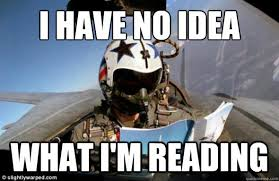 I HAVE NO IDEA
WHAT I'M READING
© slightlywarped.com